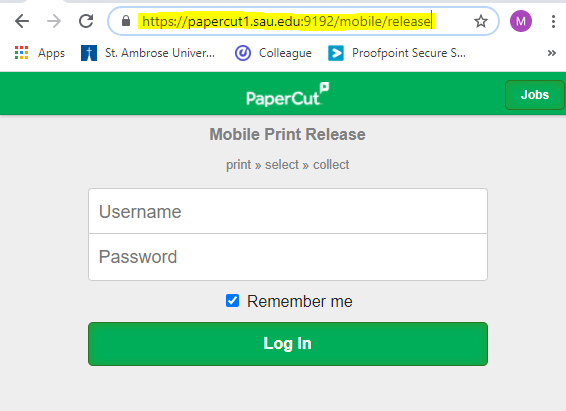 https://papercut1.sau.edu:9192/mobile/release
M
Apps St. Ambrose Univer... Colleague Proofpoint Secure S... »
PaperCut
Jobs
Mobile Print Release
print » select » collect
Username
Password
Remember me
Log In